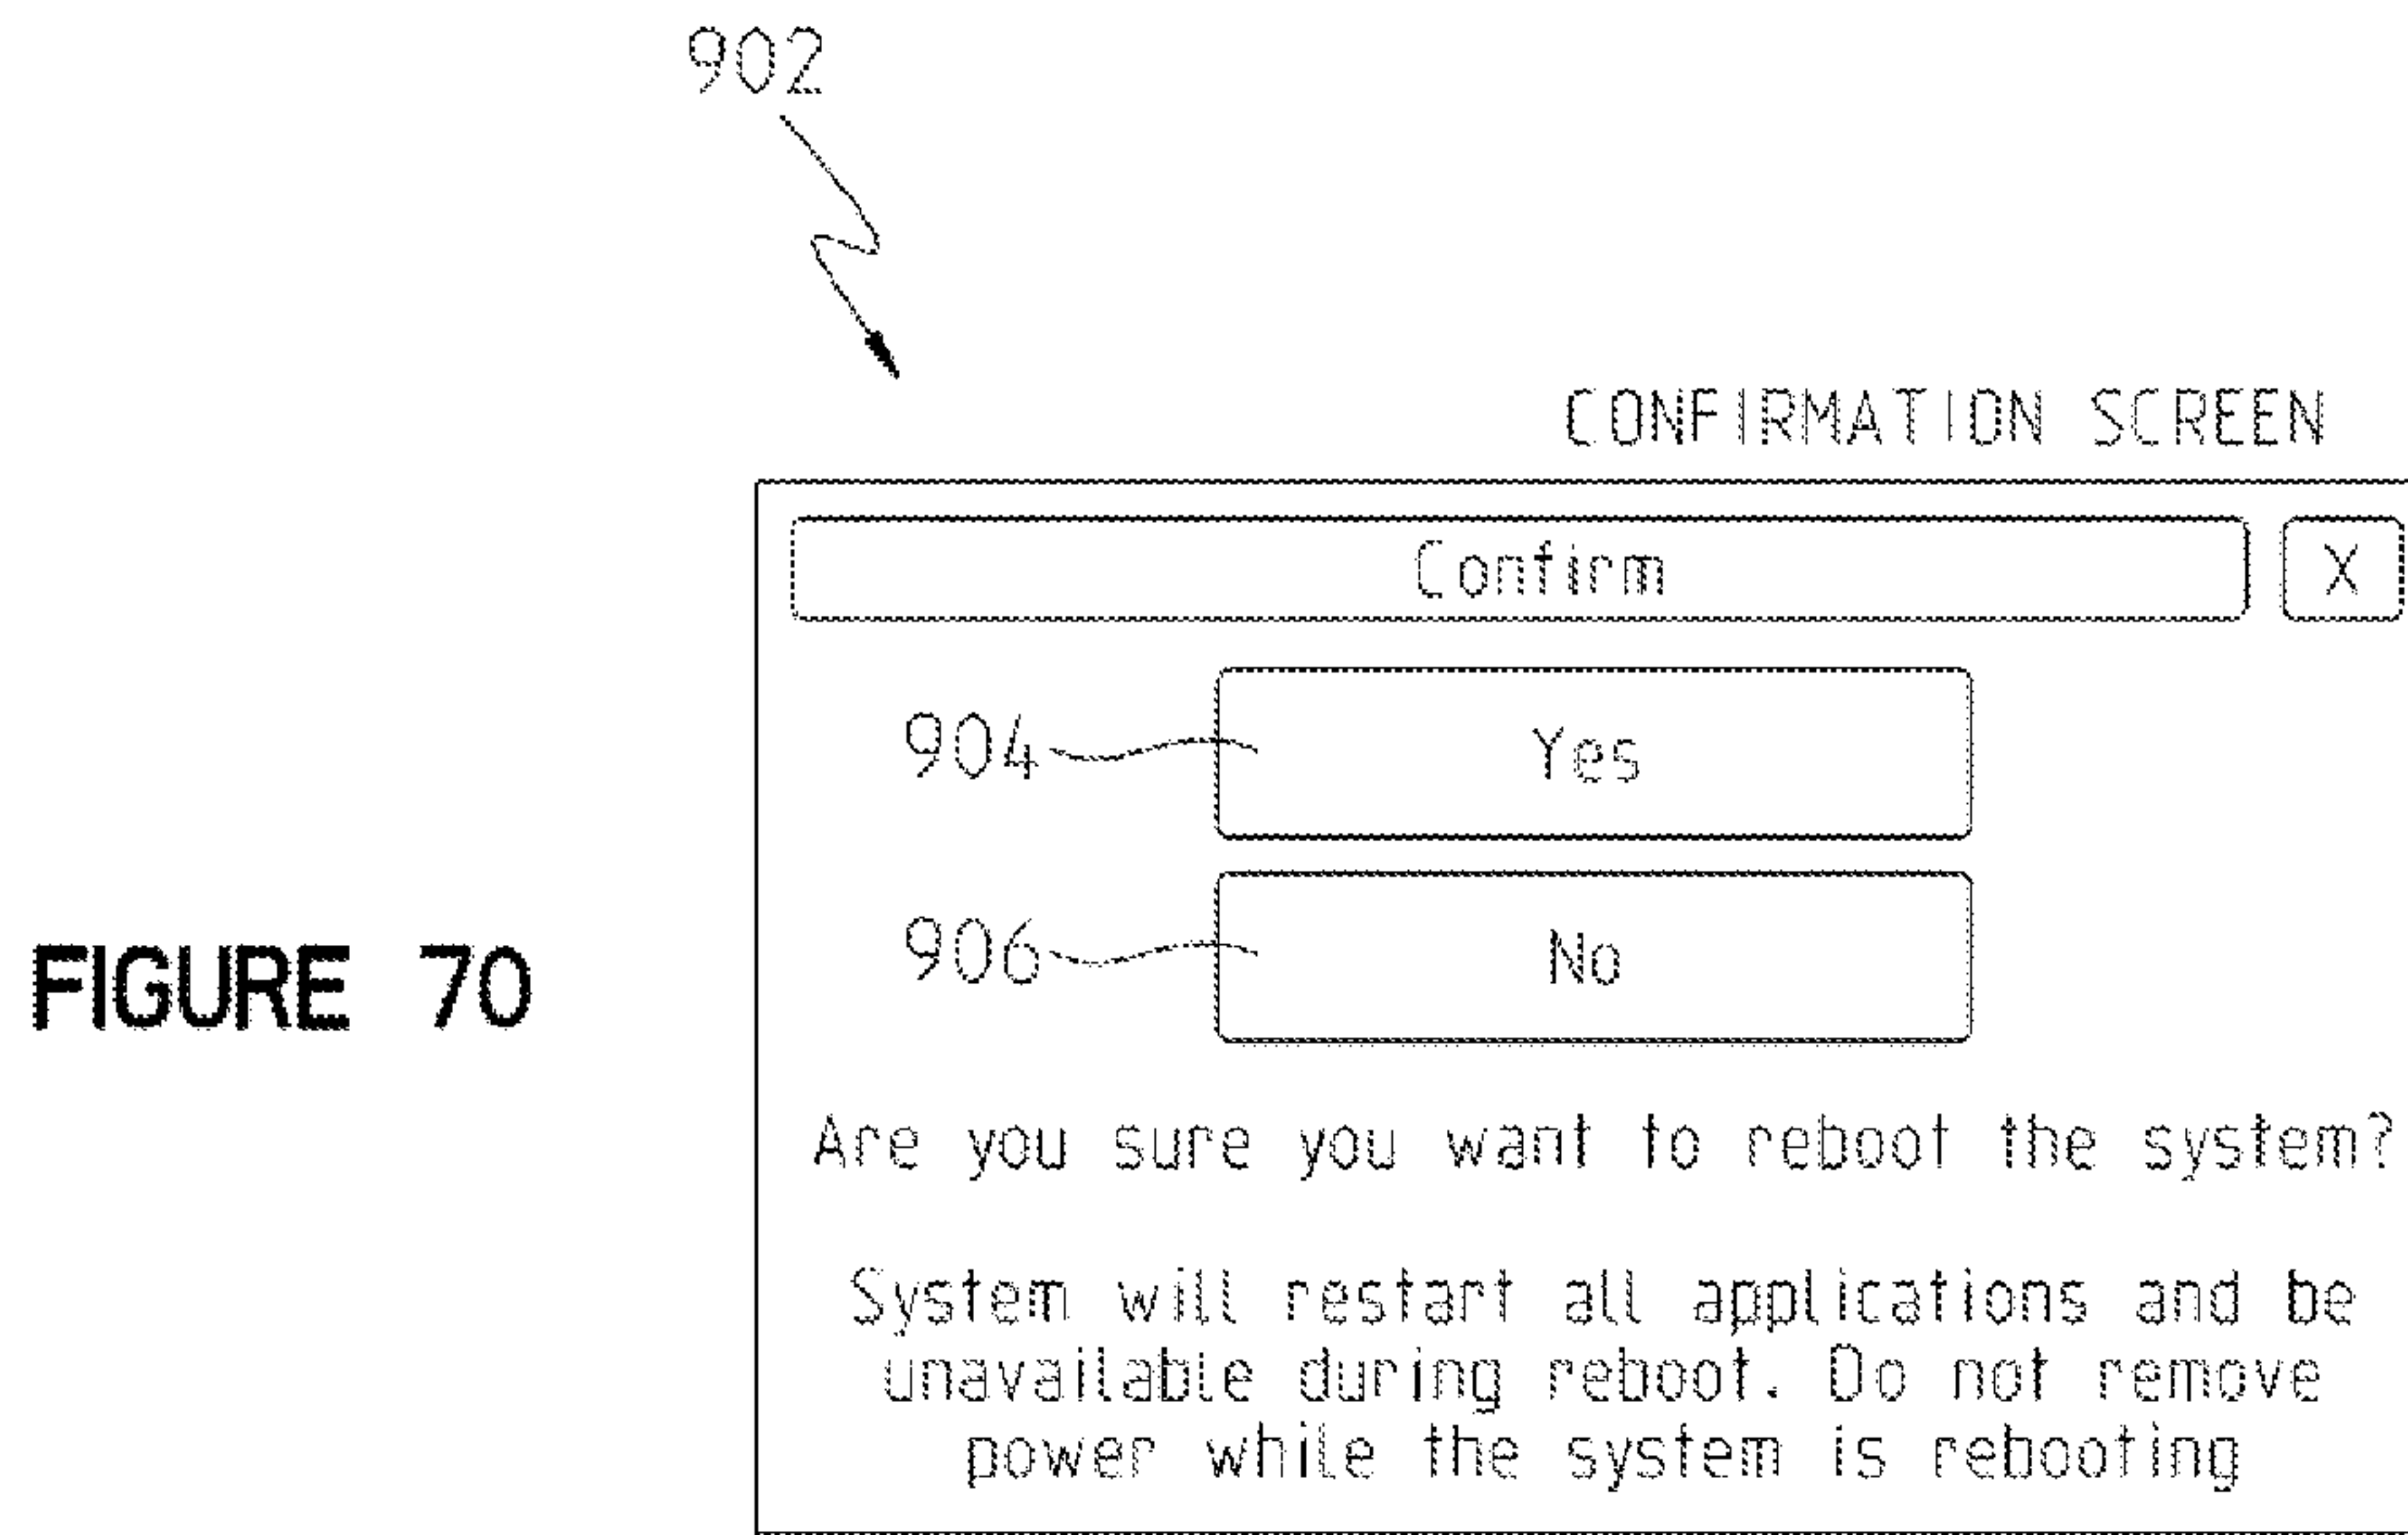 902
CONFIRMATION SCREEN
Confirm X
904 Yes
906 No
FIGURE 70
Are you sure you want to reboot the system?
System will restart all applications and be
unavailable during reboot. Do not remove
power while the system is rebooting